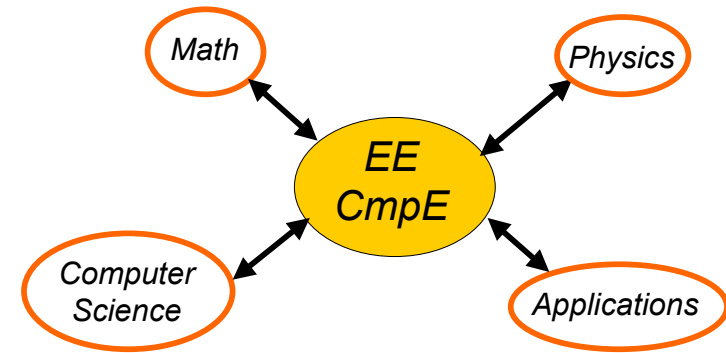 Math
Physics
EE
CmpE
Computer
Science
Applications